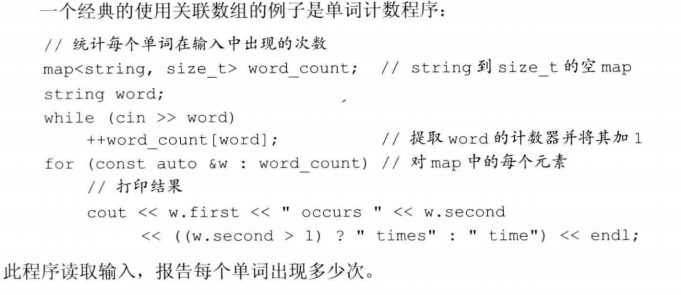 一个经典的使用关联数组的例子是单词计数程序：
// 统计每个单词在输入中出现的次数
map<string, size_t> word_count; // string 到 size_t 的空 map
string word;
while (cin >> word)
++word_count[word]; // 提取 word 的计数器并将其加 1
for (const auto &w : word_count) // 对 map 中的每个元素
// 打印结果
cout << w.first << " occurs " << w.second
<< ((w.second > 1) ? " times" : " time") << endl;
此程序读取输入，报告每个单词出现多少次。